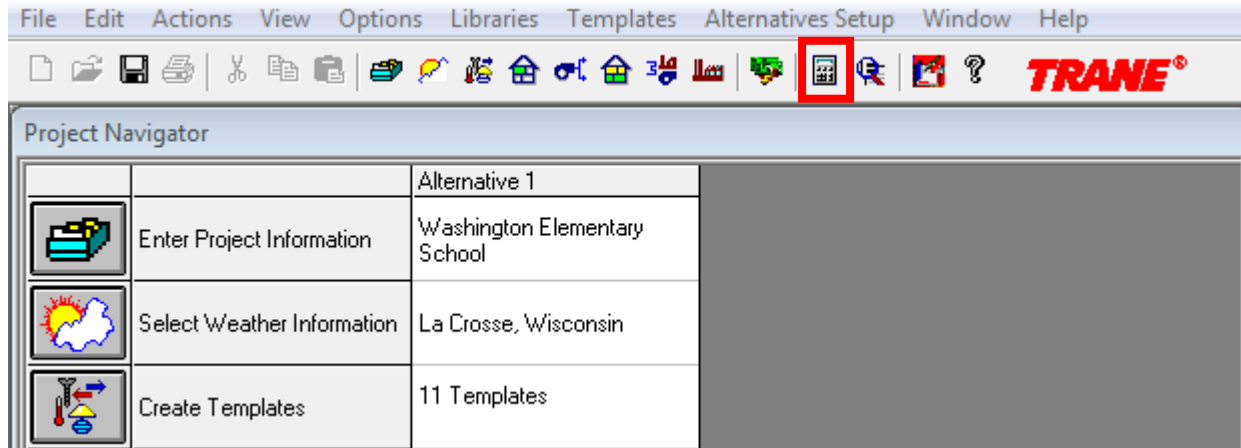 File Edit Actions View Options Libraries Templates Alternatives Setup Window Help
TRANE®
Project Navigator
Alternative 1
Enter Project Information
Washington Elementary
School
Select Weather Information
La Crosse, Wisconsin
Create Templates
11 Templates